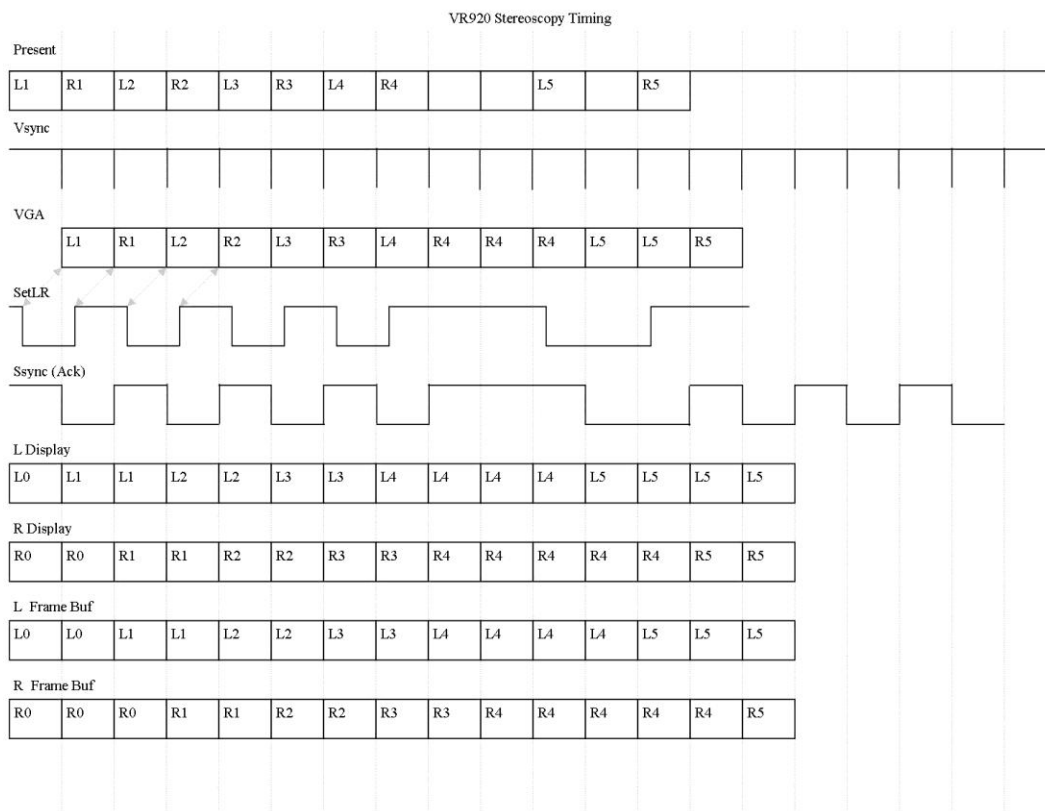 VR920 Stereoscopy Timing
Present
L1 R1 L2 R2 L3 R3 L4 R4 L5 R5
Vsync
VGA
L1 R1 L2 R2 L3 R3 L4 R4 R4 R4 L5 L5 R5
SetLR
Ssync (Ack)
L Display
L0 L1 L1 L2 L2 L3 L3 L4 L4 L4 L4 L5 L5 L5 L5
R Display
R0 R0 R1 R1 R2 R2 R3 R3 R4 R4 R4 R4 R4 R5 R5
L Frame Buf
L0 L0 L1 L1 L2 L2 L3 L3 L4 L4 L4 L4 L5 L5 L5
R Frame Buf
R0 R0 R0 R1 R1 R2 R2 R3 R3 R4 R4 R4 R4 R4 R5